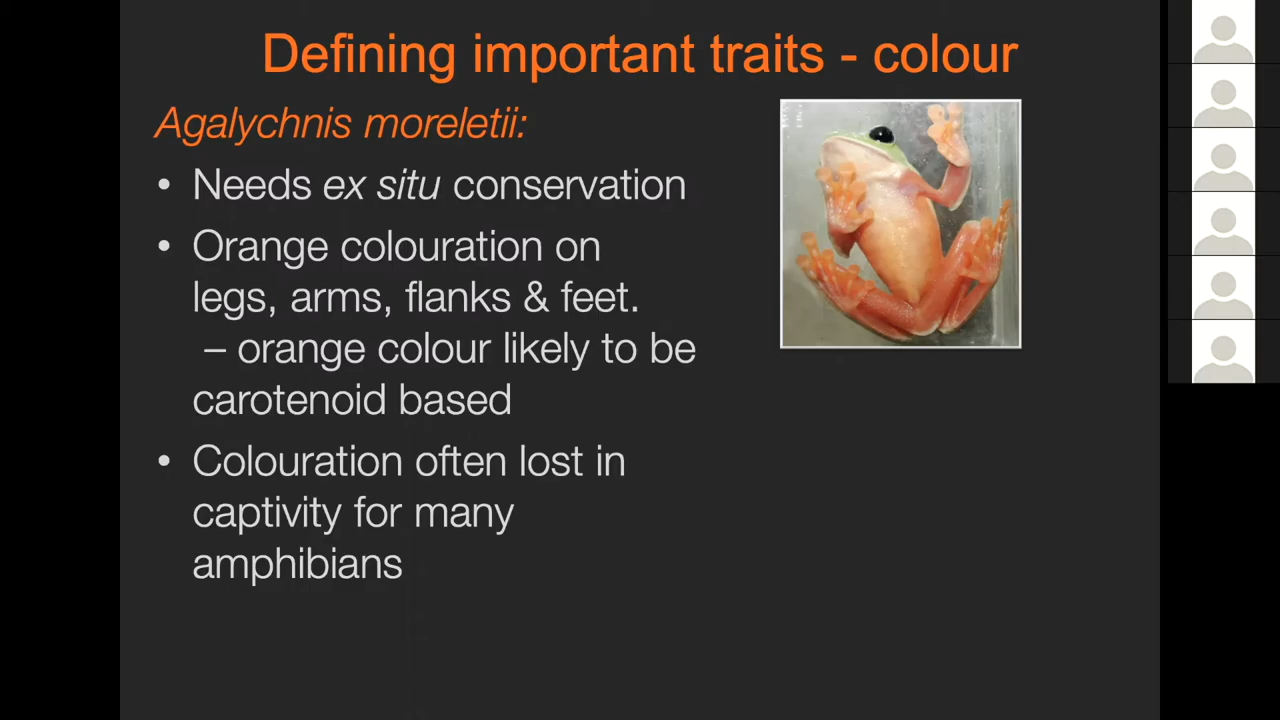 Defining important traits - colour
Agalychnis moreletii:
• Needs ex situ conservation
• Orange colouration on
legs, arms, flanks & feet.
– orange colour likely to be
carotenoid based
• Colouration often lost in
captivity for many
amphibians